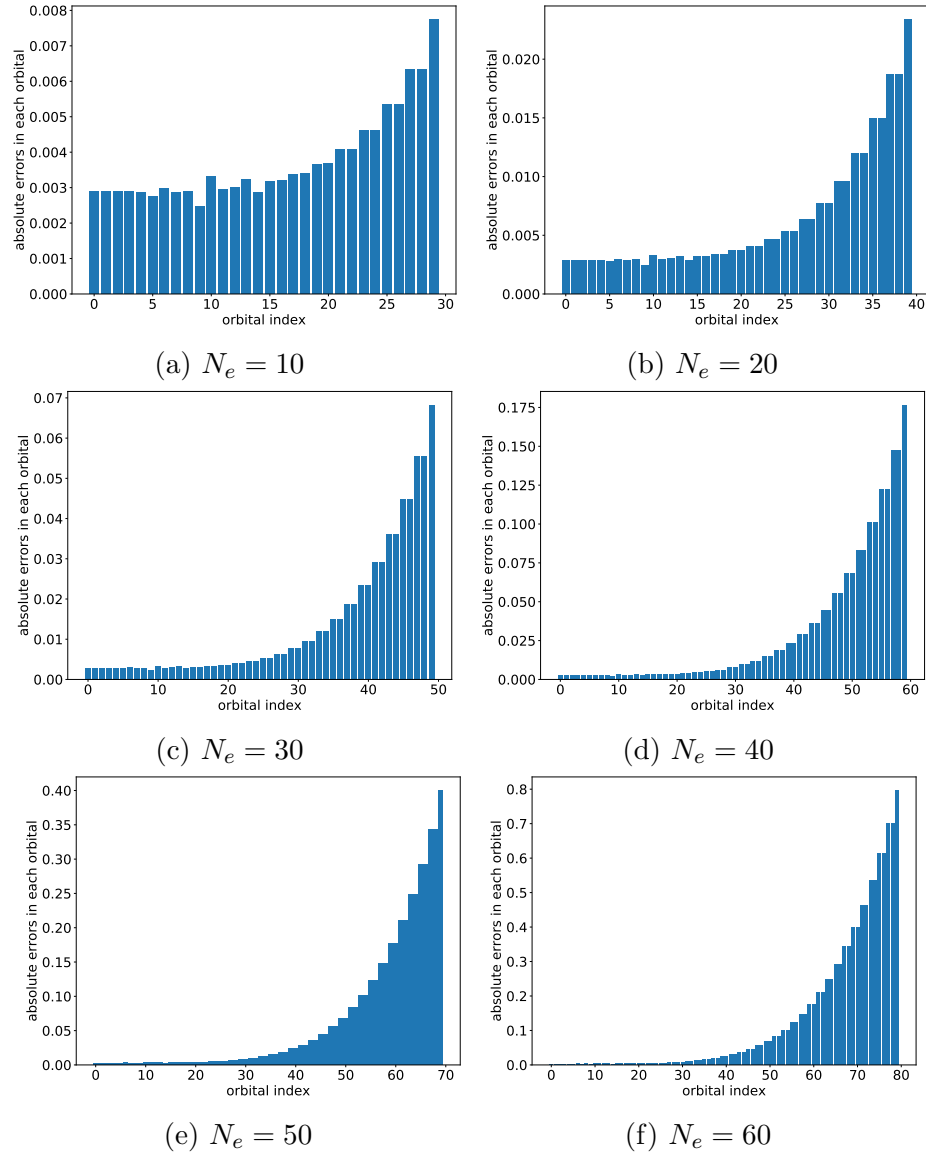 0.008
0.007
0.006
0.005
0.004
0.003
0.002
0.001
0.000
absolute errors in each orbital
0 5 10 15 20 25 30
orbital index
(a) N_e = 10
0.020
0.015
0.010
0.005
0.000
absolute errors in each orbital
0 5 10 15 20 25 30 35 40
orbital index
(b) N_e = 20
0.07
0.06
0.05
0.04
0.03
0.02
0.01
0.00
absolute errors in each orbital
0 10 20 30 40 50
orbital index
(c) N_e = 30
0.175
0.150
0.125
0.100
0.075
0.050
0.025
0.000
absolute errors in each orbital
0 10 20 30 40 50 60
orbital index
(d) N_e = 40
0.40
0.35
0.30
0.25
0.20
0.15
0.10
0.05
0.00
absolute errors in each orbital
0 10 20 30 40 50 60 70
orbital index
(e) N_e = 50
0.8
0.7
0.6
0.5
0.4
0.3
0.2
0.1
0.0
absolute errors in each orbital
0 10 20 30 40 50 60 70 80
orbital index
(f) N_e = 60